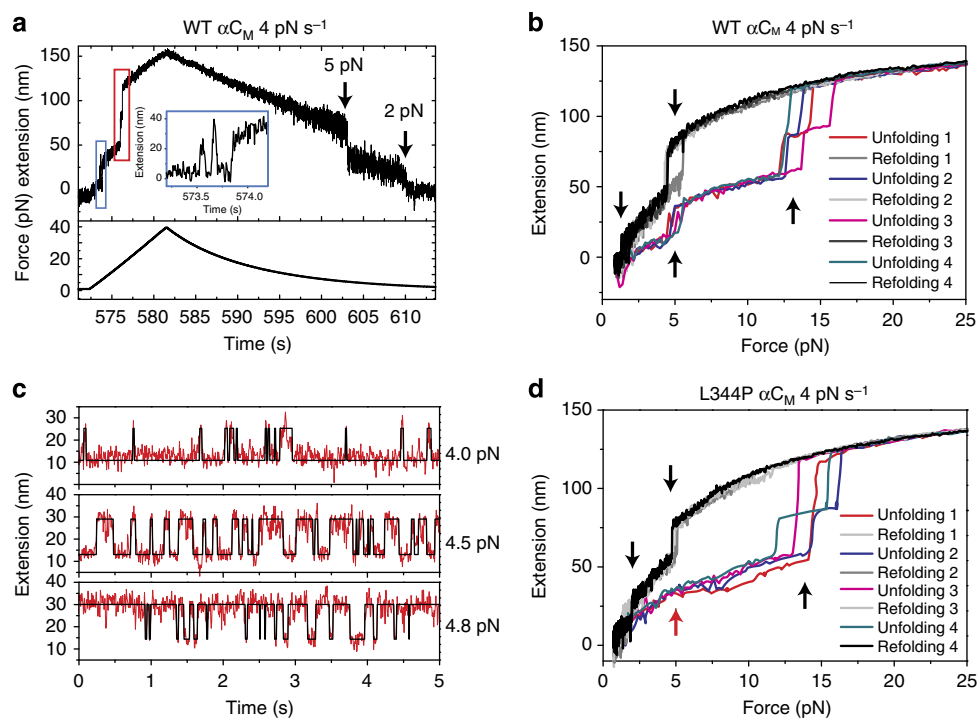 a
WT αCM 4 pN s−1
Force (pN) extension (nm)
150
100
50
0
40
20
0
5 pN
2 pN
Extension (nm)
40
20
0
573.5 574.0
Time (s)
575 580 585 590 595 600 605 610
Time (s)
b
WT αCM 4 pN s−1
Extension (nm)
150
100
50
0
Unfolding 1
Refolding 1
Unfolding 2
Refolding 2
Unfolding 3
Refolding 3
Unfolding 4
Refolding 4
0 5 10 15 20 25
Force (pN)
c
Extension (nm)
30
20
10
4.0 pN
40
30
20
10
4.5 pN
30
20
10
4.8 pN
0 1 2 3 4 5
Time (s)
d
L344P αCM 4 pN s−1
Extension (nm)
150
100
50
0
Unfolding 1
Refolding 1
Unfolding 2
Refolding 2
Unfolding 3
Refolding 3
Unfolding 4
Refolding 4
0 5 10 15 20 25
Force (pN)